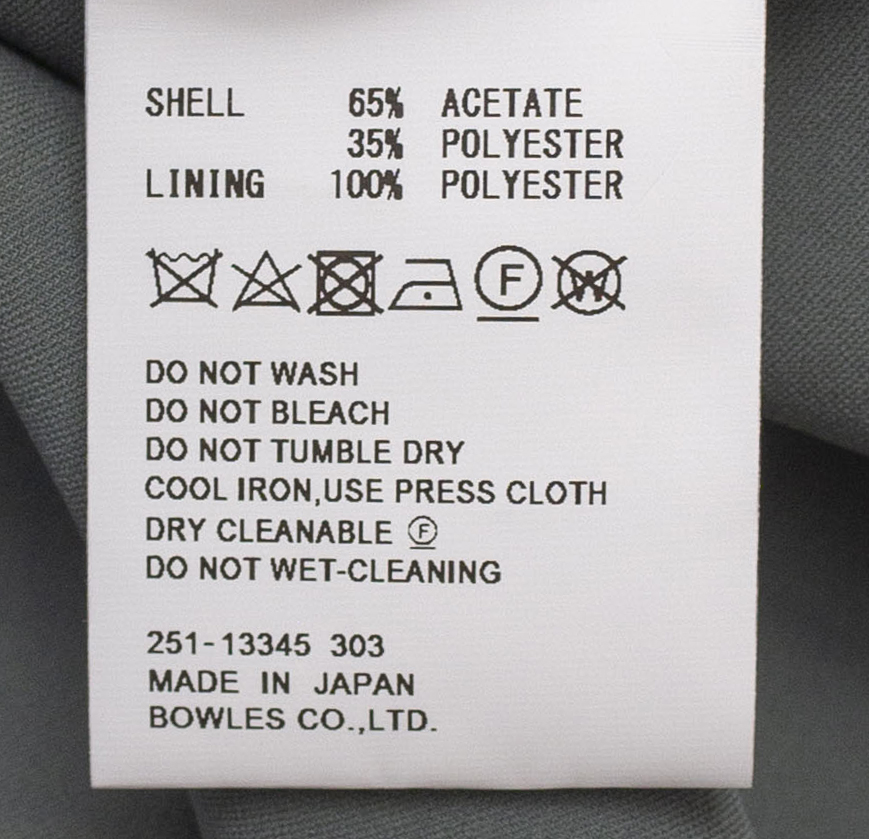 SHELL 65% ACETATE
35% POLYESTER
LINING 100% POLYESTER
F W
DO NOT WASH
DO NOT BLEACH
DO NOT TUMBLE DRY
COOL IRON,USE PRESS CLOTH
DRY CLEANABLE Ⓕ
DO NOT WET-CLEANING
251-13345 303
MADE IN JAPAN
BOWLES CO.,LTD.